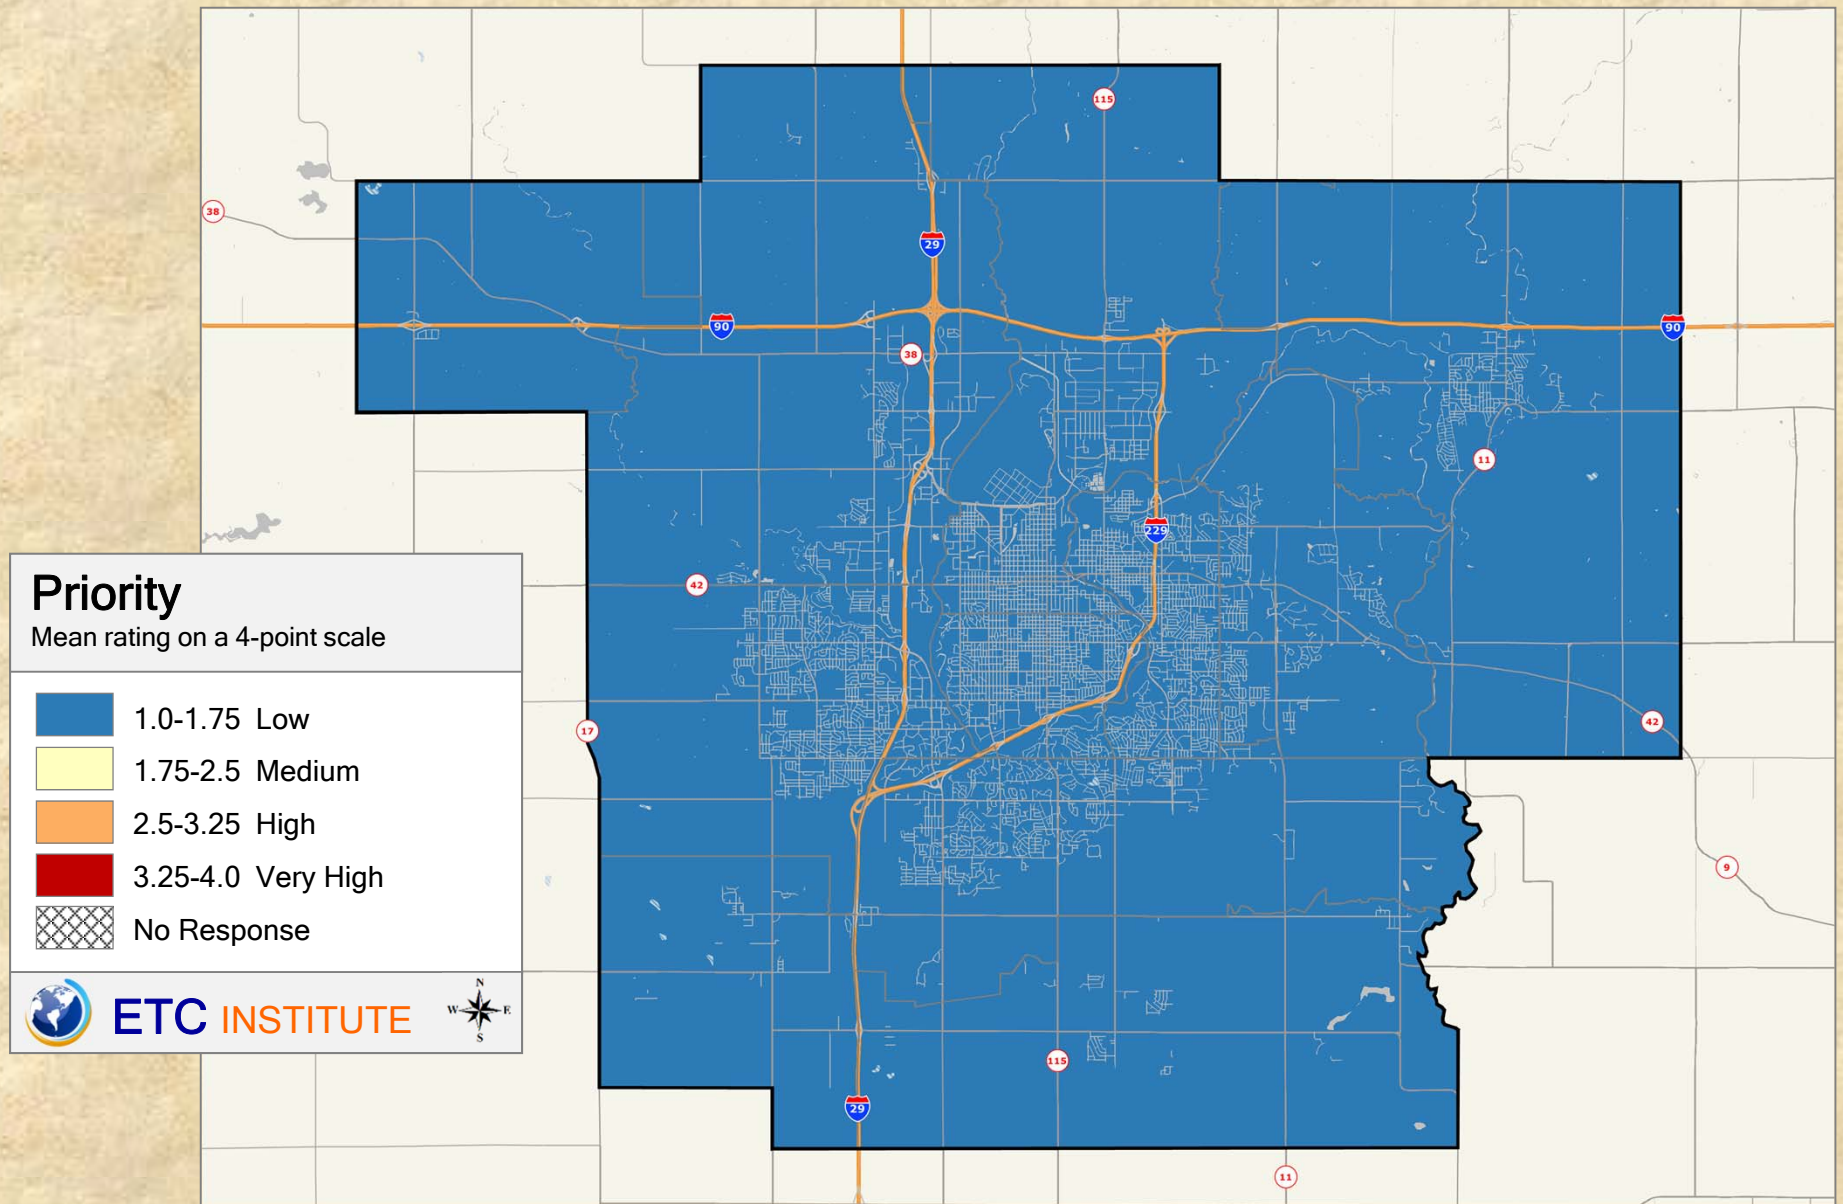 115
38
29
90
90
38
11
229
42
Priority
Mean rating on a 4-point scale
1.0-1.75 Low
1.75-2.5 Medium
2.5-3.25 High
3.25-4.0 Very High
No Response
ETC INSTITUTE
N
W E
S
17
42
9
115
29
11